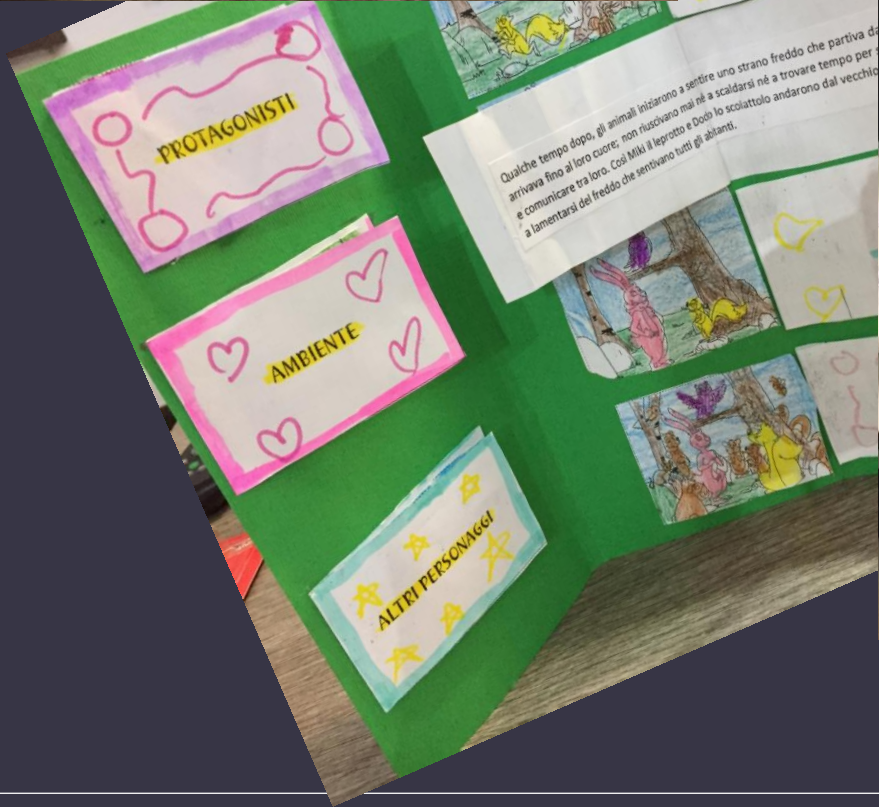 PROTAGONISTI
AMBIENTE
ALTRI PERSONAGGI
Qualche tempo dopo, gli animali iniziarono a sentire uno strano freddo che partiva da
arrivava fino al loro cuore; non riuscivano mai né a scaldarsi né a trovare tempo per
e comunicare tra loro. Così Miki il leprotto e Dodo lo scoiattolo andarono dal vecchio
a lamentarsi del freddo che sentivano tutti gli abitanti.